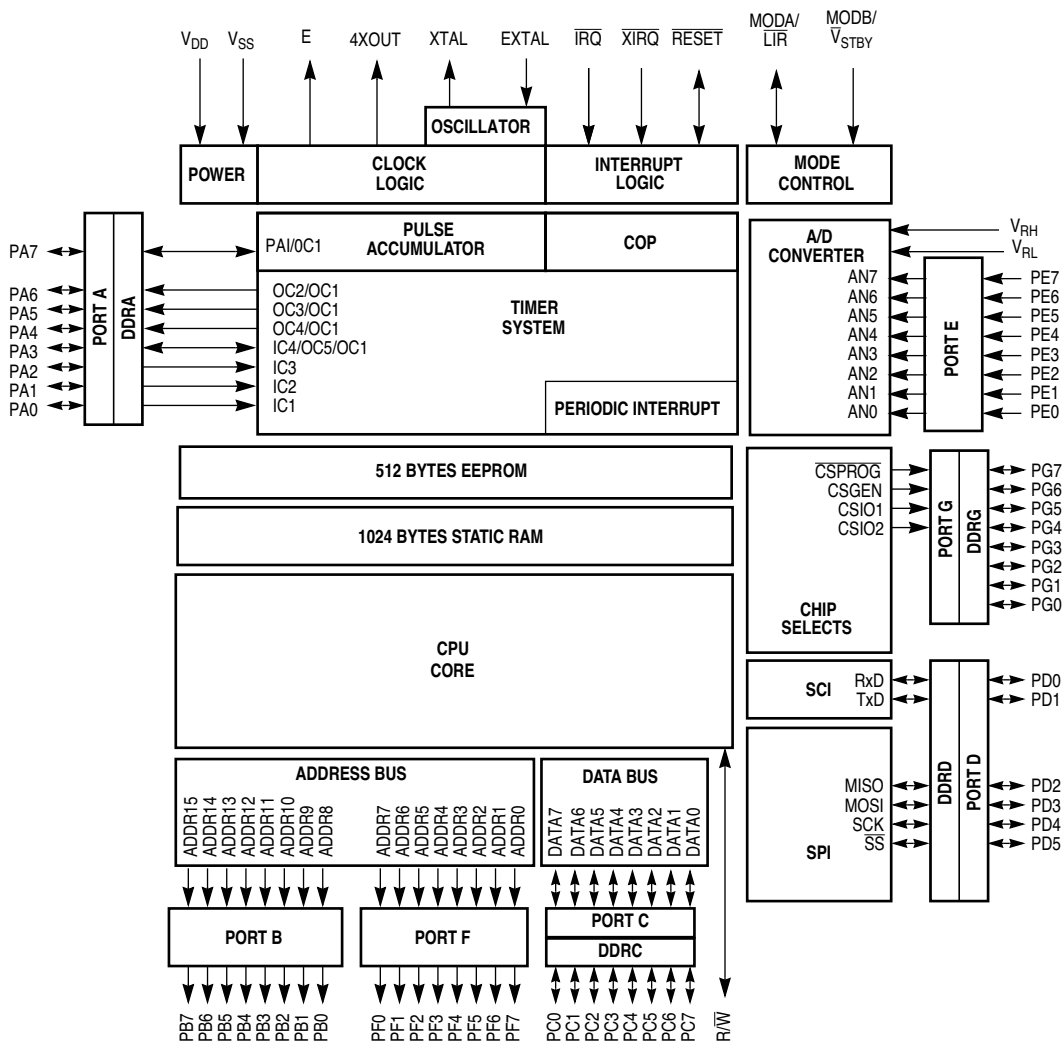 VDD VSS E 4XOUT XTAL EXTAL IRQ XIRQ RESET MODA/ LIR MODB/ VSTBY
OSCILLATOR
POWER
CLOCK
LOGIC
INTERRUPT
LOGIC
MODE
CONTROL
PA7
PA6
PA5
PA4
PA3
PA2
PA1
PA0
PORT A
DDRA
PAI/0C1
PULSE
ACCUMULATOR
COP
OC2/OC1
OC3/OC1
OC4/OC1
IC4/OC5/OC1
IC3
IC2
IC1
TIMER
SYSTEM
PERIODIC INTERRUPT
A/D
CONVERTER
VRH
VRL
AN7
AN6
AN5
AN4
AN3
AN2
AN1
AN0
PORT E
PE7
PE6
PE5
PE4
PE3
PE2
PE1
PE0
512 BYTES EEPROM
1024 BYTES STATIC RAM
CPU
CORE
CSPROG
CSGEN
CSIO1
CSIO2
CHIP
SELECTS
PORT G
DDRG
PG7
PG6
PG5
PG4
PG3
PG2
PG1
PG0
SCI
RxD
TxD
SPI
MISO
MOSI
SCK
SS
DDRD
PORT D
PD0
PD1
PD2
PD3
PD4
PD5
ADDRESS BUS
ADDR15
ADDR14
ADDR13
ADDR12
ADDR11
ADDR10
ADDR9
ADDR8
ADDR7
ADDR6
ADDR5
ADDR4
ADDR3
ADDR2
ADDR1
ADDR0
DATA BUS
DATA7
DATA6
DATA5
DATA4
DATA3
DATA2
DATA1
DATA0
PORT B
PORT F
PORT C
DDRC
PB7
PB6
PB5
PB4
PB3
PB2
PB1
PB0
PF0
PF1
PF2
PF3
PF4
PF5
PF6
PF7
PC0
PC1
PC2
PC3
PC4
PC5
PC6
PC7
R/W